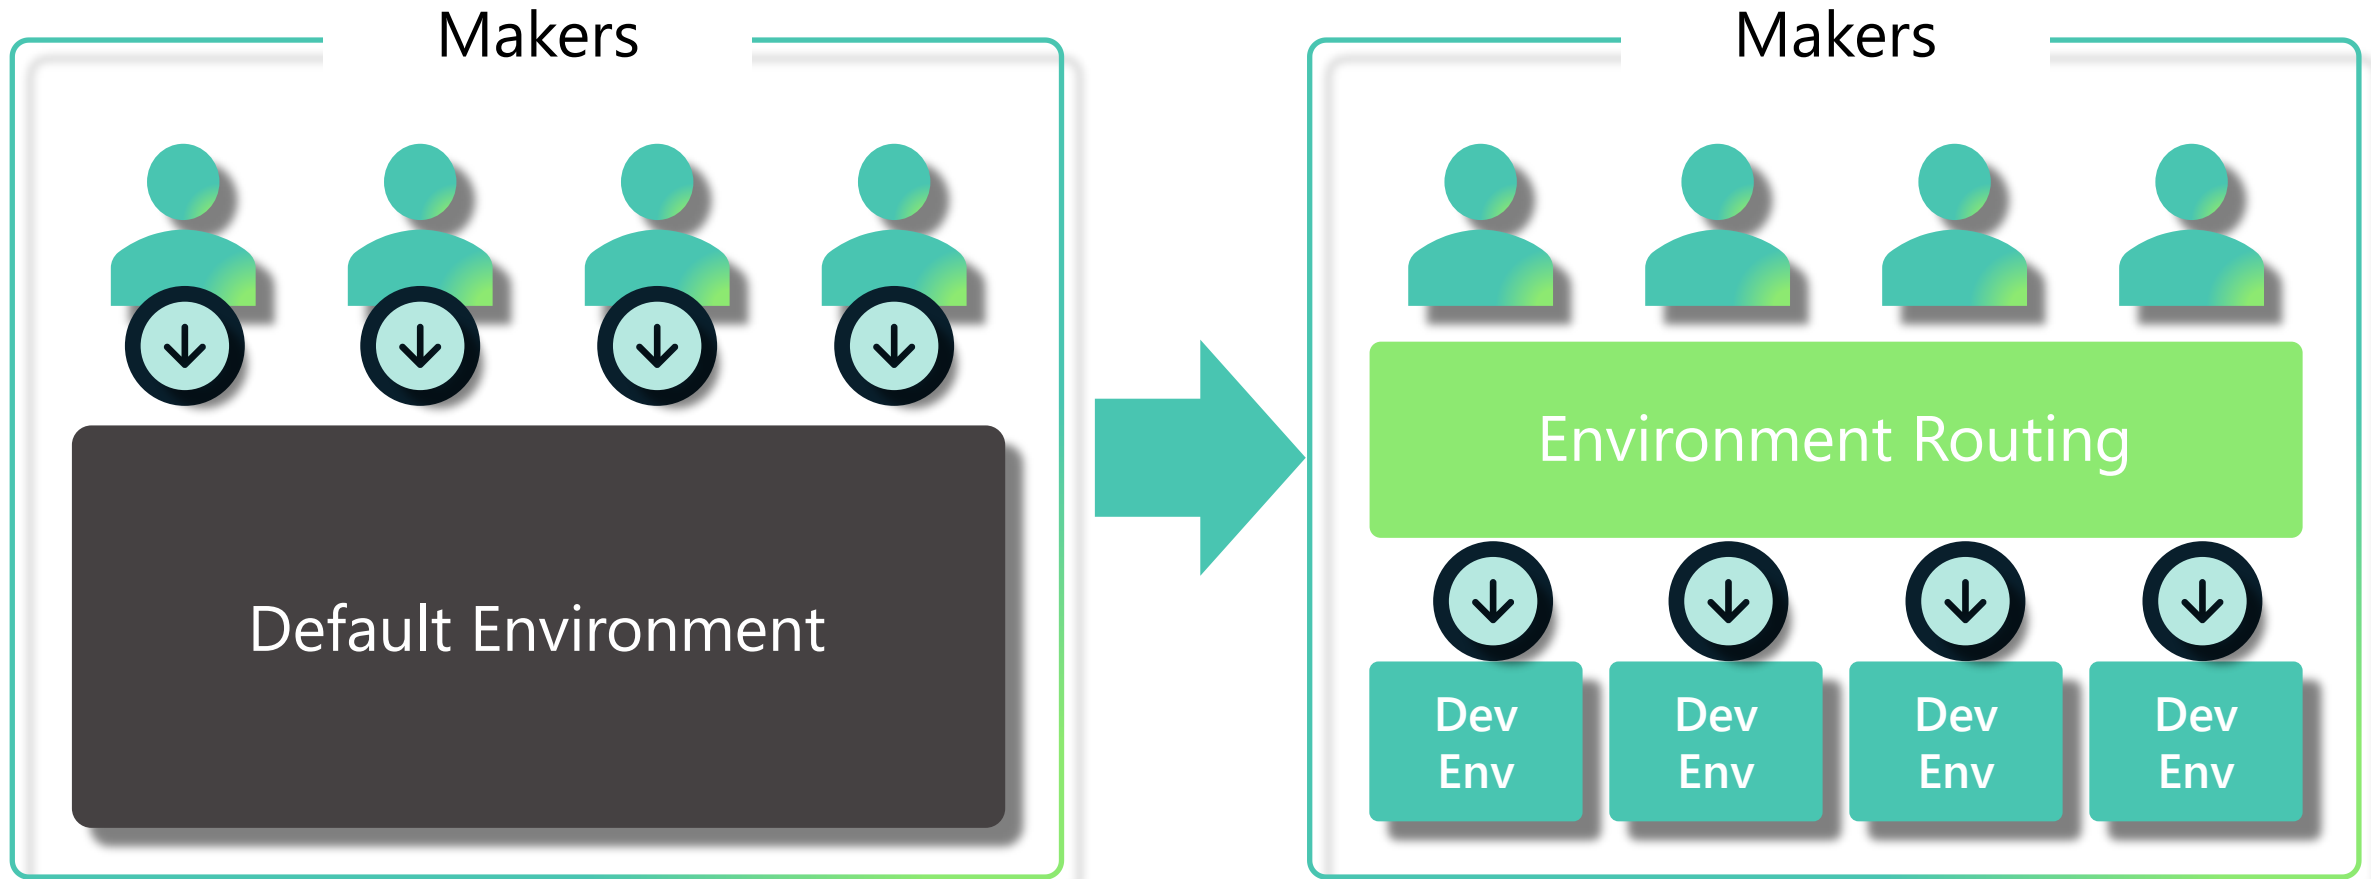 Makers
Default Environment
Makers
Environment Routing
Dev
Env
Dev
Env
Dev
Env
Dev
Env